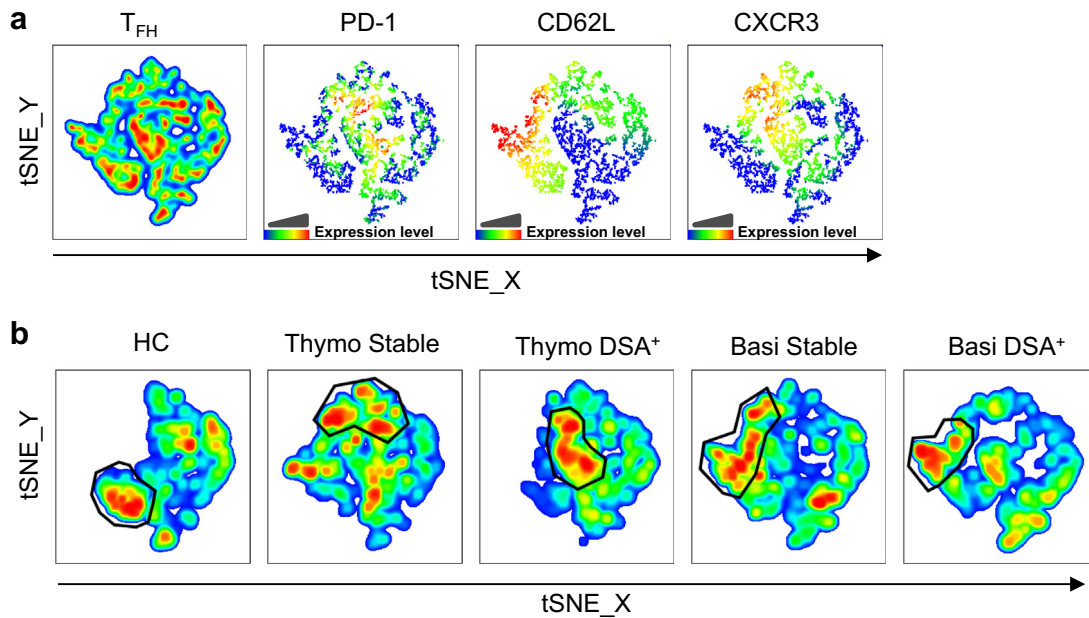 a
T_FH PD-1 CD62L CXCR3
tSNE_Y
Expression level Expression level Expression level
tSNE_X
b
HC Thymo Stable Thymo DSA⁺ Basi Stable Basi DSA⁺
tSNE_Y
tSNE_X